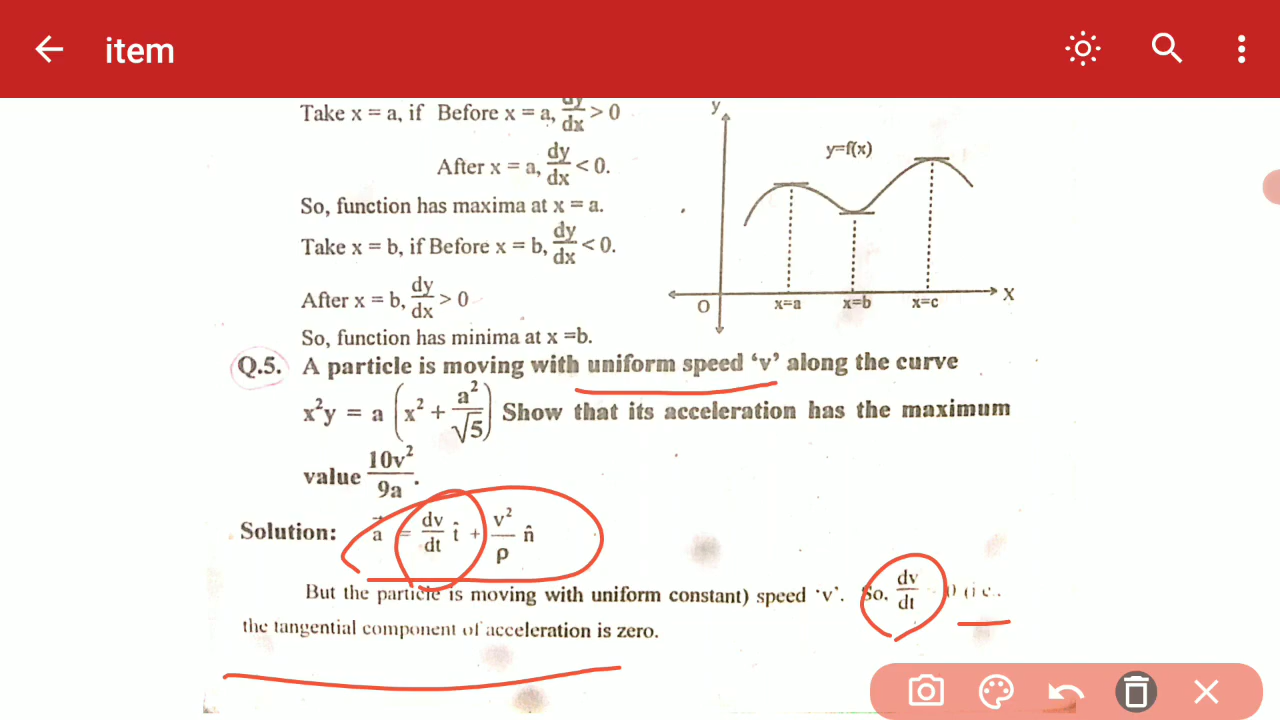 item
Take x = a, if Before x = a, dy/dx > 0
After x = a, dy/dx < 0.
So, function has maxima at x = a.
Take x = b, if Before x = b, dy/dx < 0.
After x = b, dy/dx > 0
So, function has minima at x =b.
y
y=f(x)
O
x=a
x=b
x=c
X
Q.5. A particle is moving with uniform speed ‘v’ along the curve
x²y = a (x² + a²/√5) Show that its acceleration has the maximum
value 10v²/9a.
Solution: a⃗ = dv/dt t̂ + v²/ρ n̂
But the particle is moving with uniform constant) speed ‘v’. So, dv/dt 0 (i.e.
the tangential component of acceleration is zero.